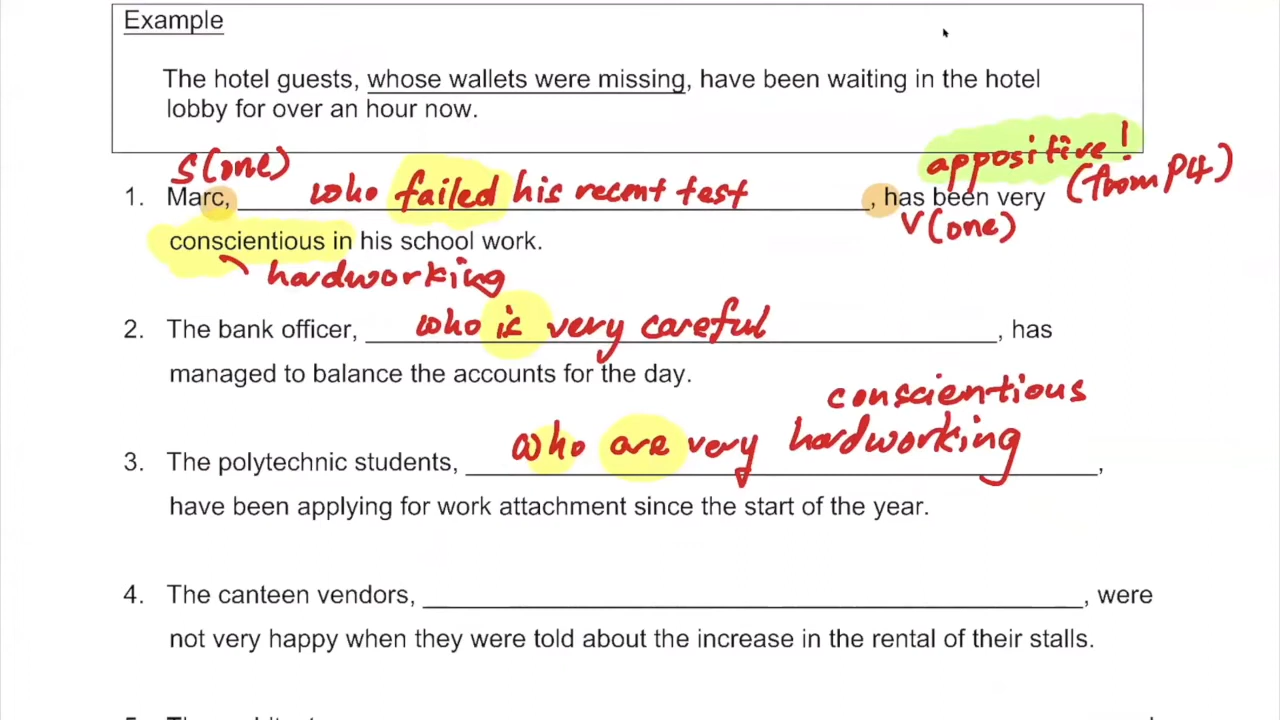 Example
The hotel guests, whose wallets were missing, have been waiting in the hotel
lobby for over an hour now.
appositive!
(from P4)
S(one)
1. Marc, who failed his recent test, has been very
V(one)
conscientious in his school work.
hardworking
2. The bank officer, who is very careful, has
managed to balance the accounts for the day.
conscientious
3. The polytechnic students, who are very hardworking,
have been applying for work attachment since the start of the year.
4. The canteen vendors, ____, were
not very happy when they were told about the increase in the rental of their stalls.